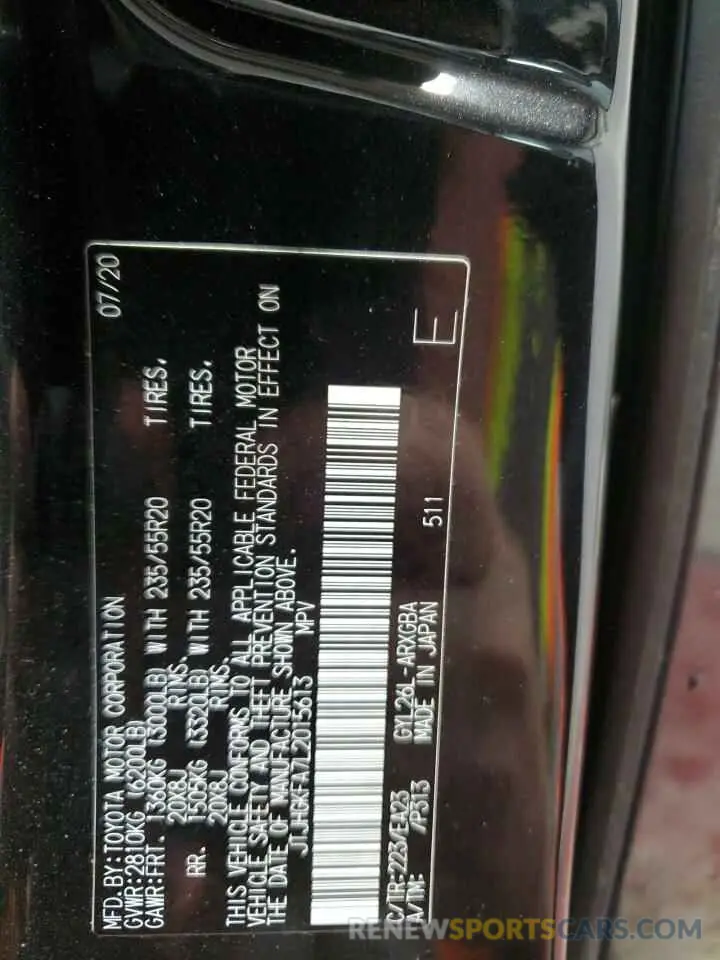 MFD. BY: TOYOTA MOTOR CORPORATION 07/20
GVWR: 2810KG (6200LB)
GAWR: FRT. 1360KG (3000LB) WITH 235/55R20 TIRES,
20X8J RIMS.
RR. 1505KG (3320LB) WITH 235/55R20 TIRES,
20X8J RIMS.
THIS VEHICLE CONFORMS TO ALL APPLICABLE FEDERAL MOTOR
VEHICLE SAFETY AND THEFT PREVENTION STANDARDS IN EFFECT ON
THE DATE OF MANUFACTURE SHOWN ABOVE.
JTJHGKFA7L2015613 MPV
E
C/TR: 223/EA23 GYL26L-ARXGBA
A/TM: /P313 MADE IN JAPAN 511
RENEWSPORTSCARS.COM